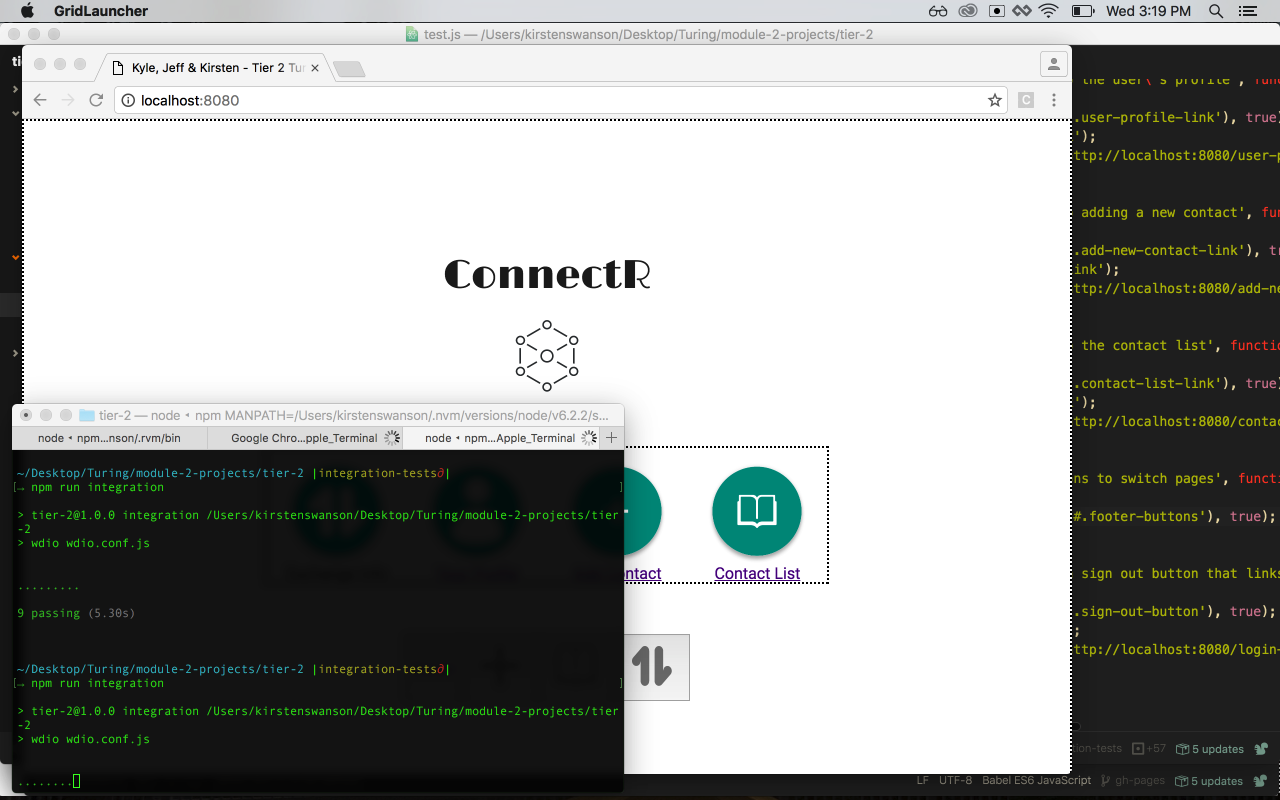 GridLauncher
Wed 3:19 PM
test.js — /Users/kirstenswanson/Desktop/Turing/module-2-projects/tier-2
Kyle, Jeff & Kirsten - Tier 2 Tur
localhost:8080
C
the user\'s profile', func
.user-profile-link'), true)
');
ttp://localhost:8080/user-p
adding a new contact', fun
.add-new-contact-link'), tr
ink');
ttp://localhost:8080/add-ne
the contact list', functio
.contact-list-link'), true)
');
ttp://localhost:8080/contac
ns to switch pages', functi
#.footer-buttons'), true);
sign out button that links
.sign-out-button'), true);
;
ttp://localhost:8080/login-
ConnectR
ntact
Contact List
tier-2 — node ◂ npm MANPATH=/Users/kirstenswanson/.nvm/versions/node/v6.2.2/s...
node ◂ npm...nson/.rvm/bin
Google Chro...pple_Terminal
node ◂ npm...Apple_Terminal
~/Desktop/Turing/module-2-projects/tier-2 |integration-tests∂|
[→ npm run integration ]
> tier-2@1.0.0 integration /Users/kirstenswanson/Desktop/Turing/module-2-projects/tier
-2
> wdio wdio.conf.js
.........
9 passing (5.30s)
~/Desktop/Turing/module-2-projects/tier-2 |integration-tests∂|
[→ npm run integration ]
> tier-2@1.0.0 integration /Users/kirstenswanson/Desktop/Turing/module-2-projects/tier
-2
> wdio wdio.conf.js
........
on-tests +57 5 updates
LF UTF-8 Babel ES6 JavaScript gh-pages 5 updates